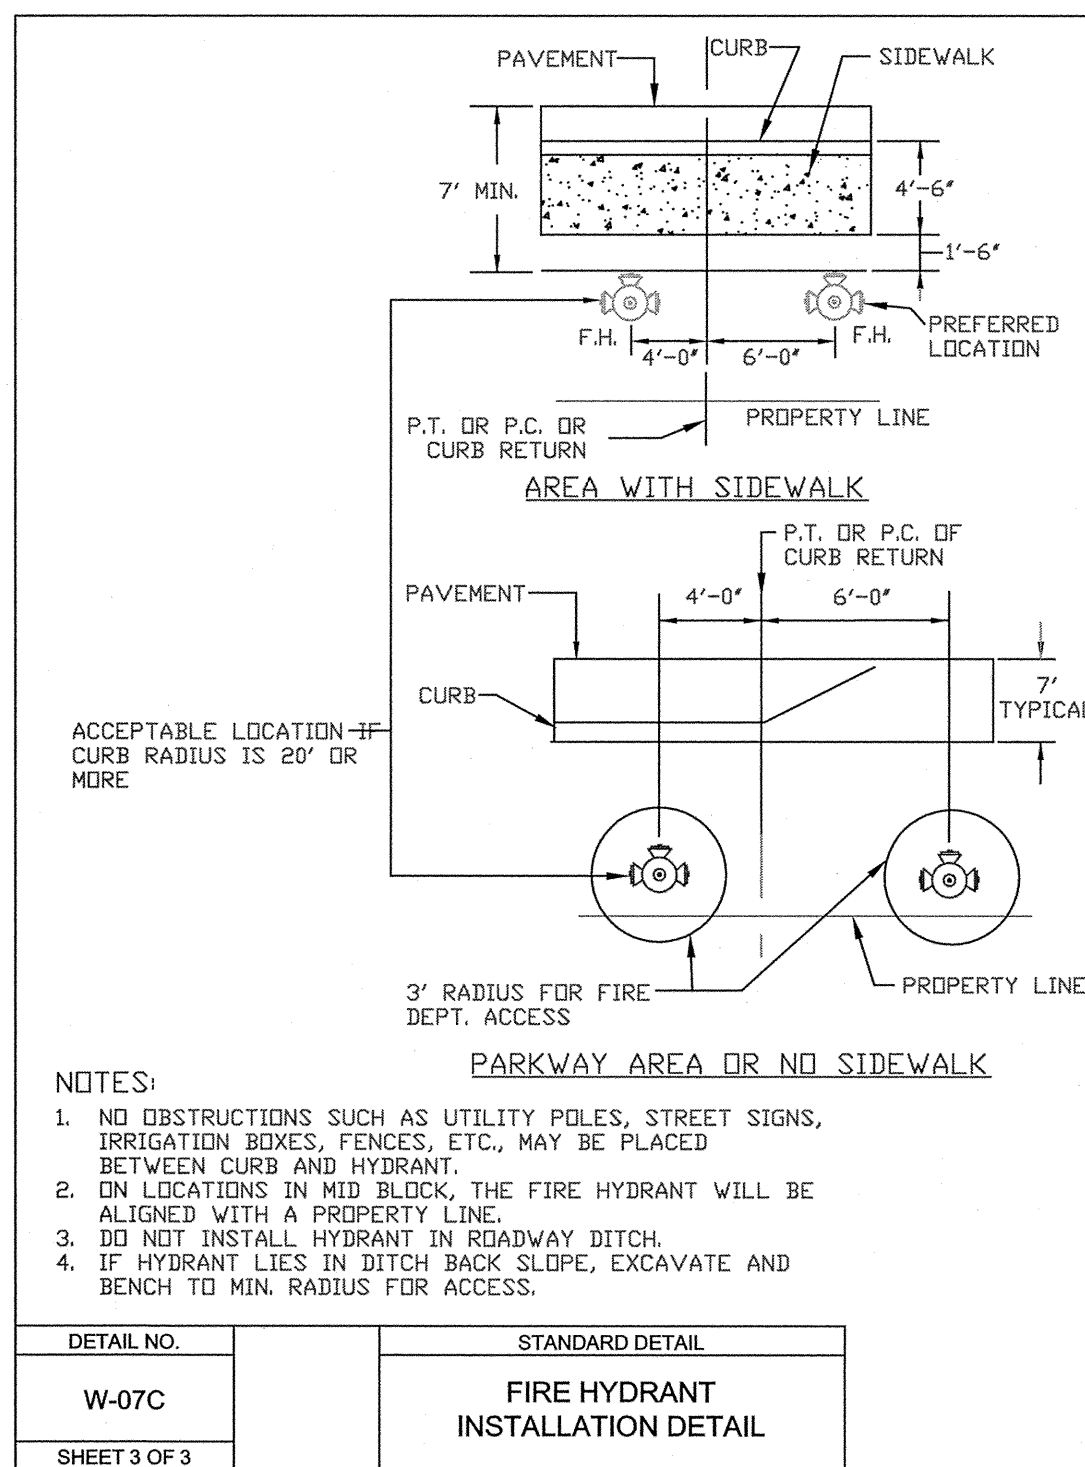 PAVEMENT
CURB
SIDEWALK
7' MIN.
4'-6"
1'-6"
F.H.
4'-0"
6'-0"
F.H.
PREFERRED
LOCATION
P.T. OR P.C. OR
CURB RETURN
PROPERTY LINE
AREA WITH SIDEWALK
P.T. OR P.C. OF
CURB RETURN
PAVEMENT
4'-0"
6'-0"
CURB
7'
TYPICAL
ACCEPTABLE LOCATION IF
CURB RADIUS IS 20' OR
MORE
3' RADIUS FOR FIRE
DEPT. ACCESS
PROPERTY LINE
PARKWAY AREA OR NO SIDEWALK
NOTES:
1. NO OBSTRUCTIONS SUCH AS UTILITY POLES, STREET SIGNS,
IRRIGATION BOXES, FENCES, ETC., MAY BE PLACED
BETWEEN CURB AND HYDRANT.
2. ON LOCATIONS IN MID BLOCK, THE FIRE HYDRANT WILL BE
ALIGNED WITH A PROPERTY LINE.
3. DO NOT INSTALL HYDRANT IN ROADWAY DITCH.
4. IF HYDRANT LIES IN DITCH BACK SLOPE, EXCAVATE AND
BENCH TO MIN. RADIUS FOR ACCESS.
DETAIL NO.
W-07C
SHEET 3 OF 3
STANDARD DETAIL
FIRE HYDRANT
INSTALLATION DETAIL